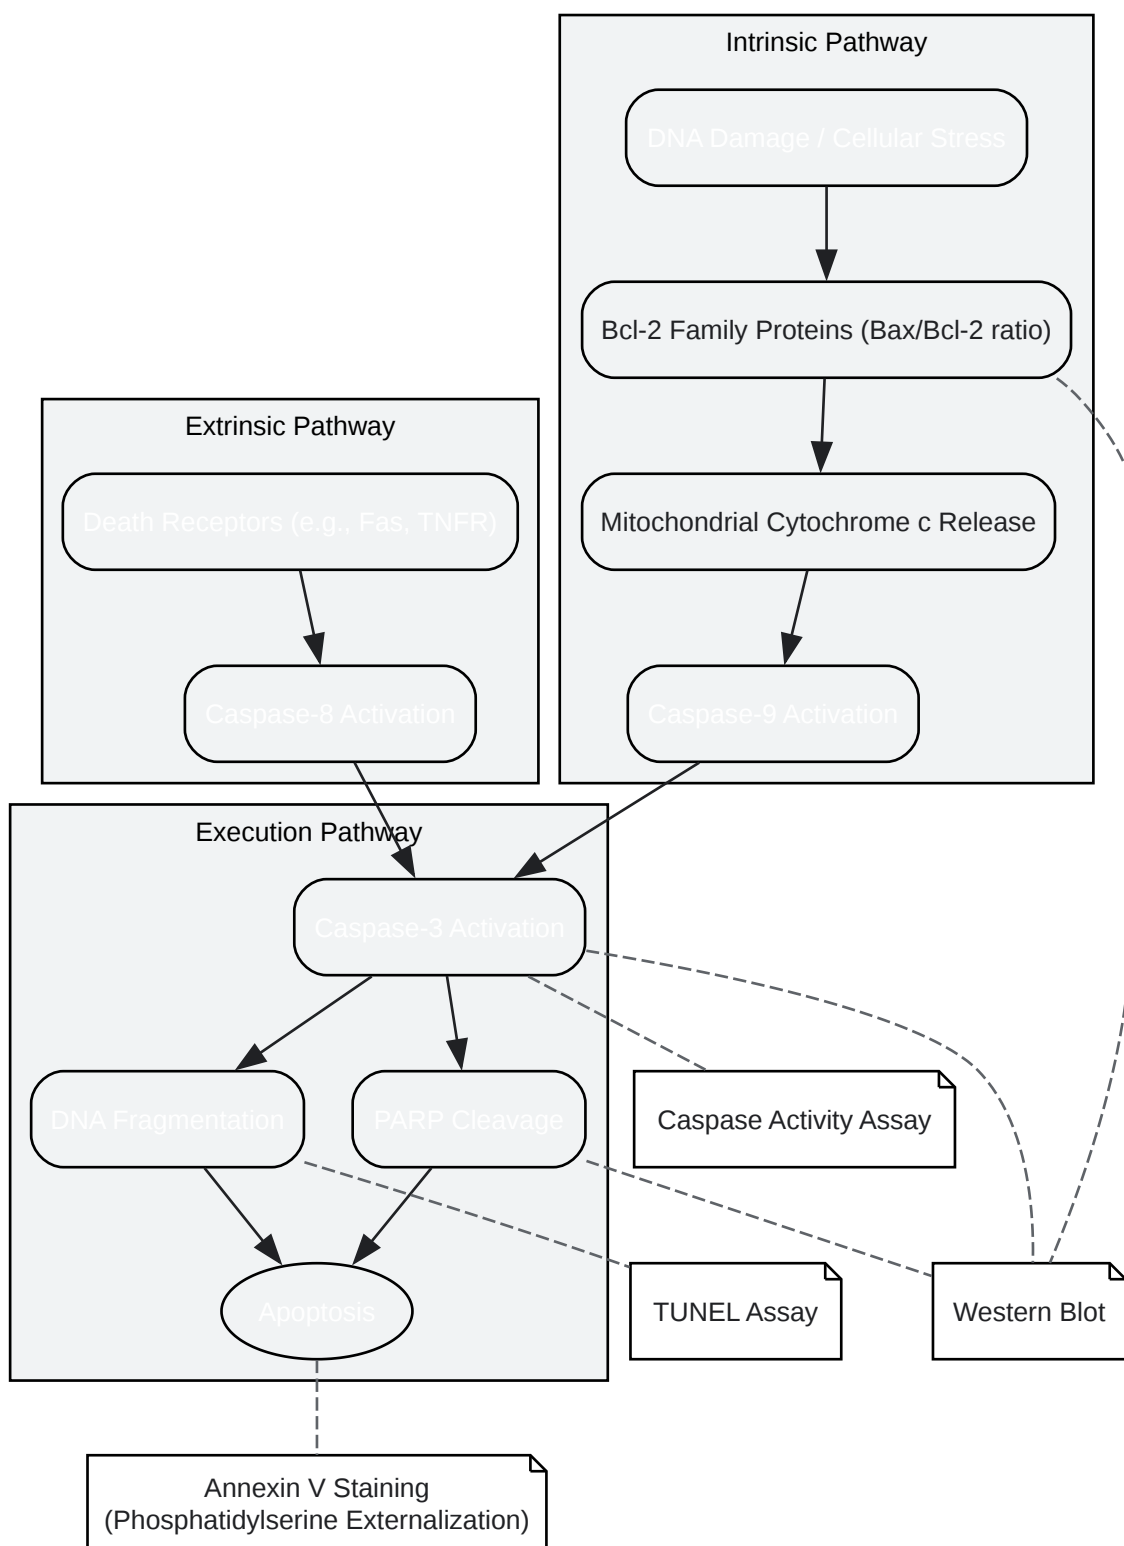 Intrinsic Pathway
DNA Damage / Cellular Stress
Bcl-2 Family Proteins (Bax/Bcl-2 ratio)
Extrinsic Pathway
Death Receptors (e.g., Fas, TNFR)
Mitochondrial Cytochrome c Release
Caspase-8 Activation
Caspase-9 Activation
Execution Pathway
Caspase-3 Activation
DNA Fragmentation
PARP Cleavage
Caspase Activity Assay
Apoptosis
TUNEL Assay
Western Blot
Annexin V Staining
(Phosphatidylserine Externalization)